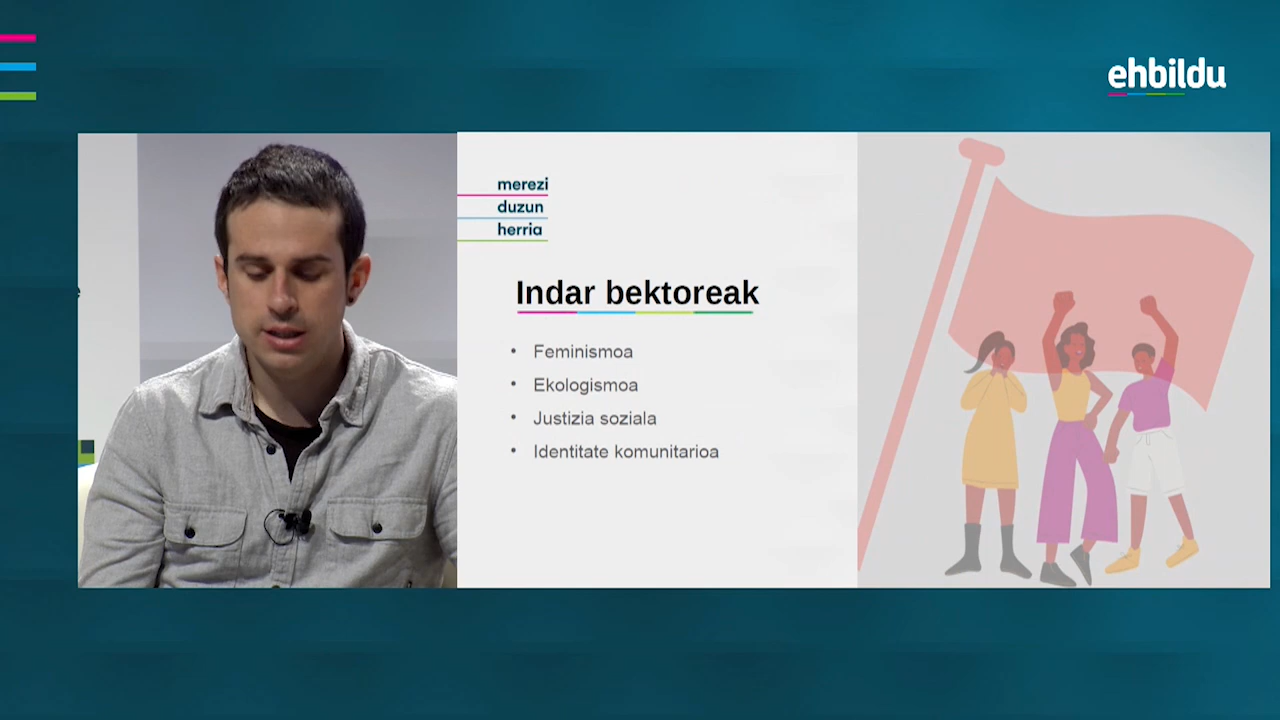 ehbildu
merezi
duzun
herria
Indar bektoreak
• Feminismoa
• Ekologismoa
• Justizia soziala
• Identitate komunitarioa